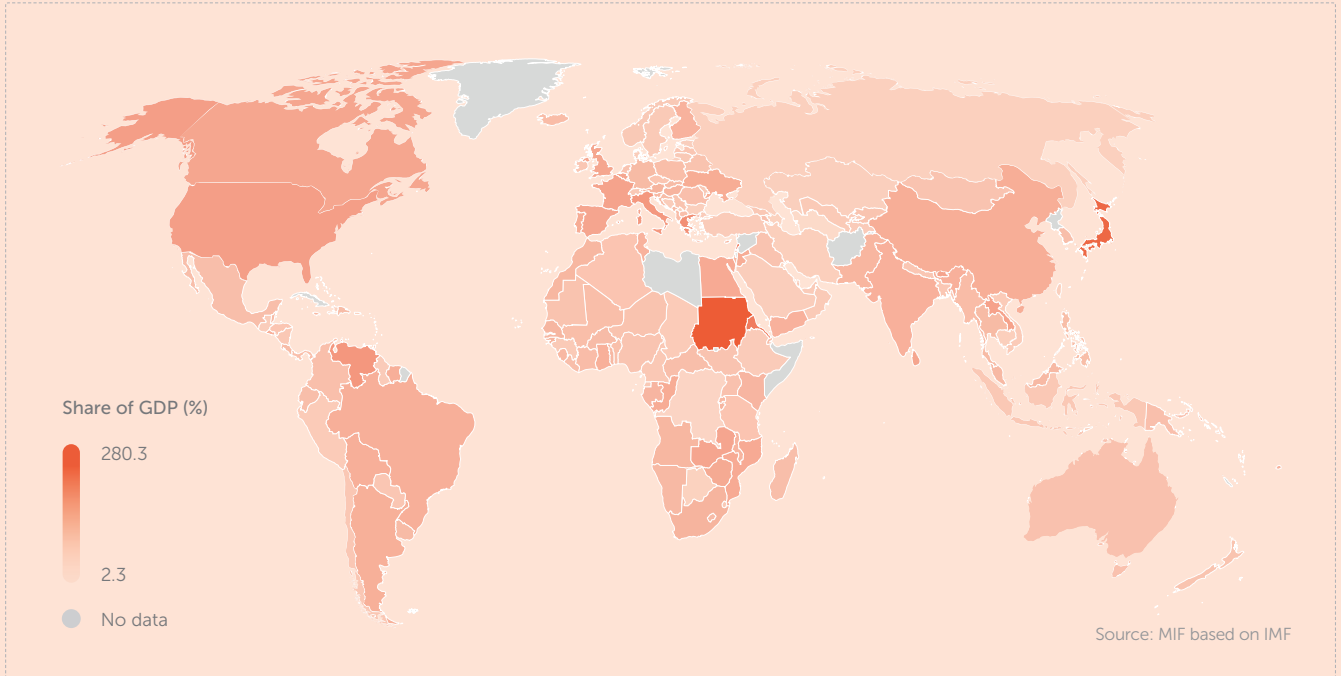 Share of GDP (%)
280.3
2.3
No data
Source: MIF based on IMF